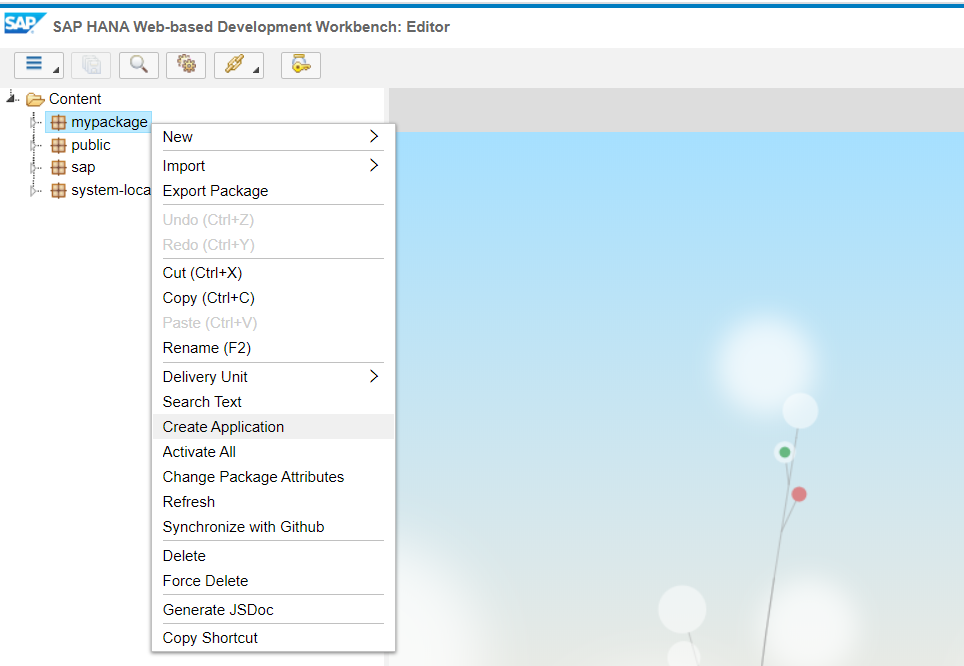 SAP SAP HANA Web-based Development Workbench: Editor
Content
mypackage
public
sap
system-loca
New
Import
Export Package
Undo (Ctrl+Z)
Redo (Ctrl+Y)
Cut (Ctrl+X)
Copy (Ctrl+C)
Paste (Ctrl+V)
Rename (F2)
Delivery Unit
Search Text
Create Application
Activate All
Change Package Attributes
Refresh
Synchronize with Github
Delete
Force Delete
Generate JSDoc
Copy Shortcut